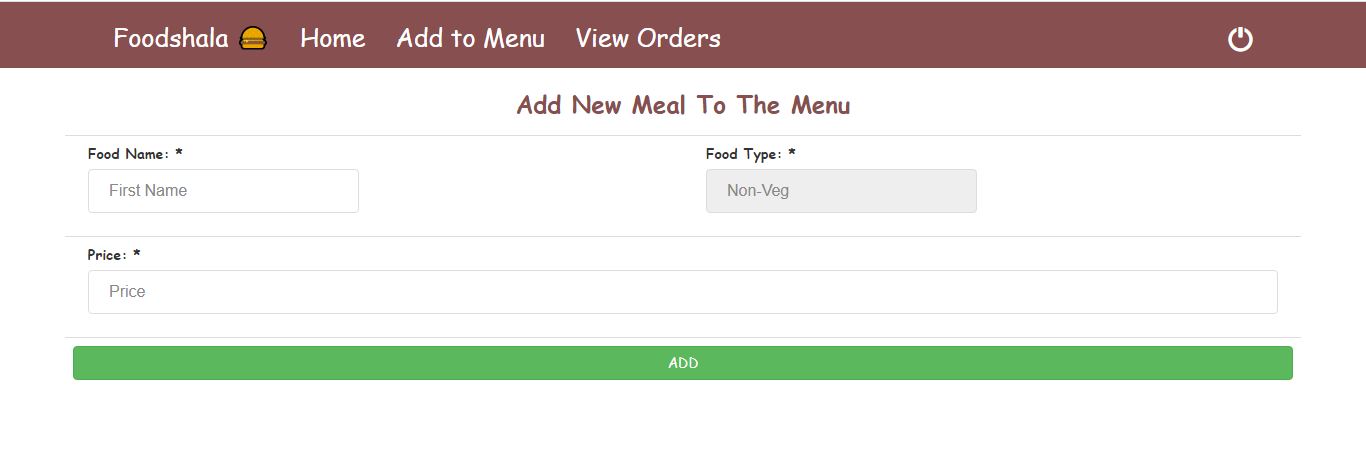 Foodshala Home Add to Menu View Orders
Add New Meal To The Menu
Food Name: * Food Type: *
First Name Non-Veg
Price: *
Price
ADD